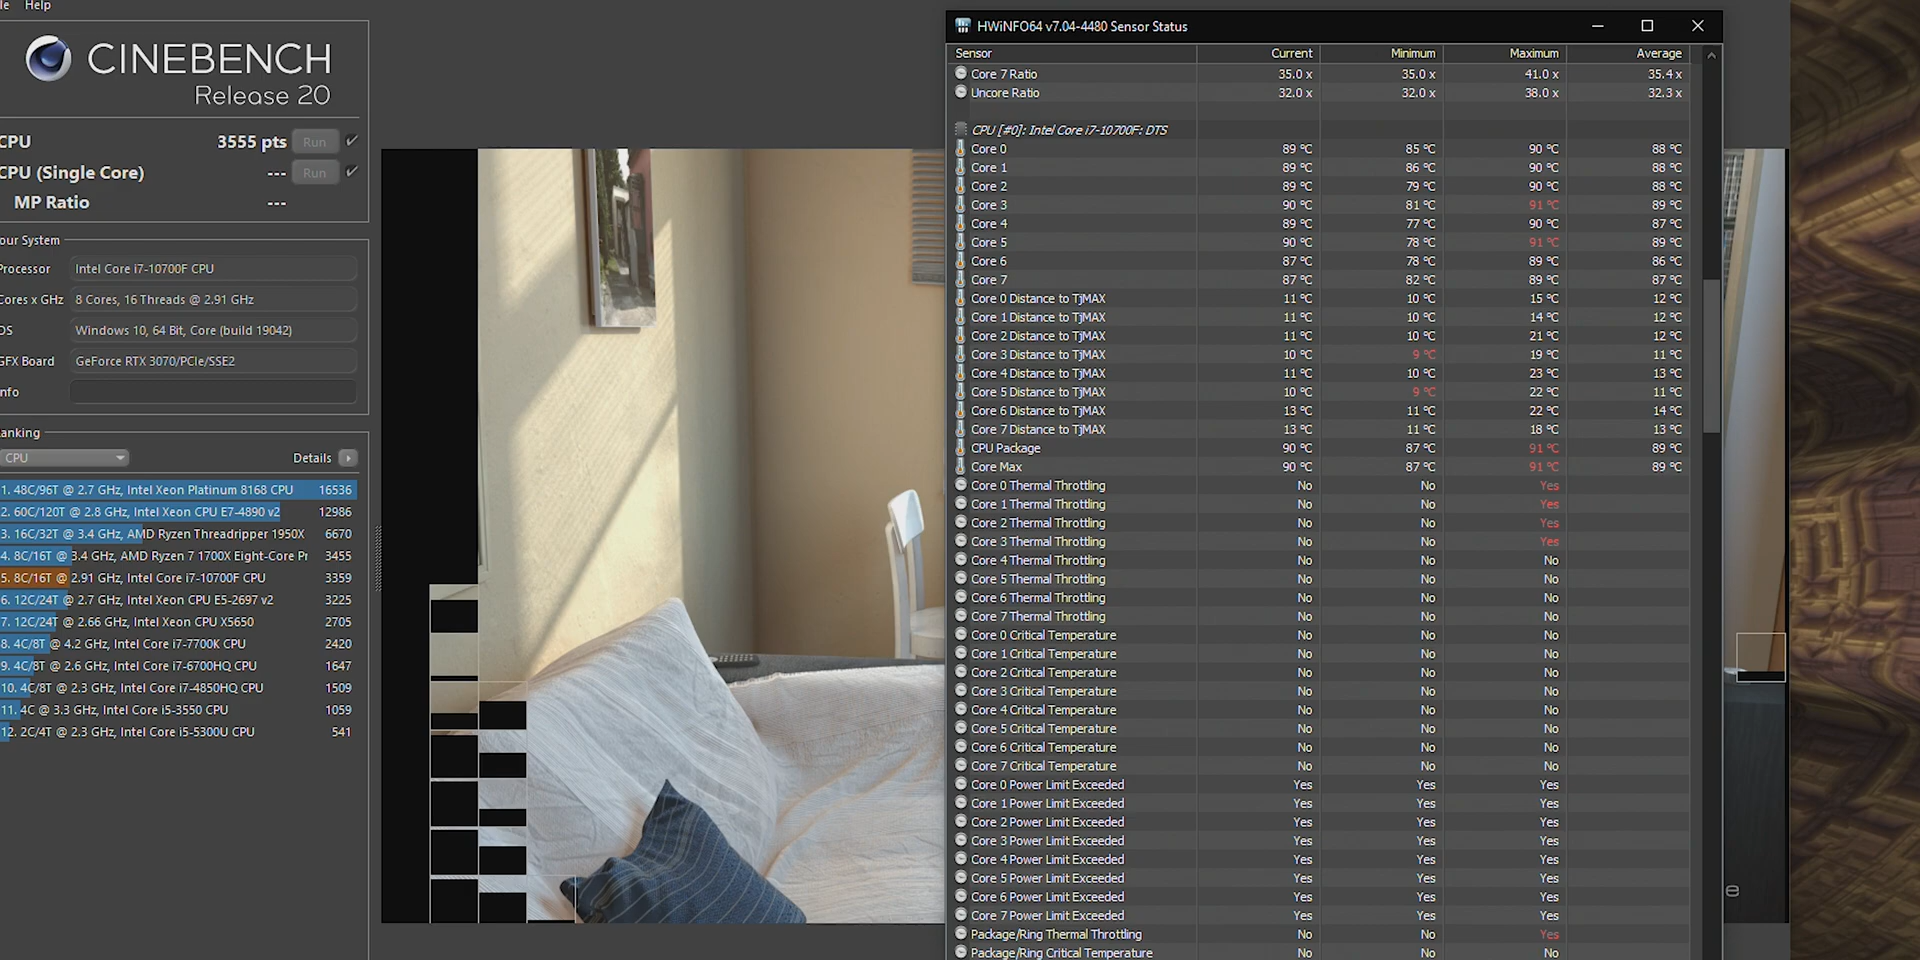 le Help
CINEBENCH
Release 20
CPU 3555 pts Run
CPU (Single Core) --- Run
MP Ratio ---
our System
Processor Intel Core i7-10700F CPU
Cores x GHz 8 Cores, 16 Threads @ 2.91 GHz
OS Windows 10, 64 Bit, Core (build 19042)
GFX Board GeForce RTX 3070/PCIe/SSE2
nfo
anking
CPU Details
1. 48C/96T @ 2.7 GHz, Intel Xeon Platinum 8168 CPU 16536
2. 60C/120T @ 2.8 GHz, Intel Xeon CPU E7-4890 v2 12986
3. 16C/32T @ 3.4 GHz, AMD Ryzen Threadripper 1950X 6670
4. 8C/16T @ 3.4 GHz, AMD Ryzen 7 1700X Eight-Core Pr 3455
5. 8C/16T @ 2.91 GHz, Intel Core i7-10700F CPU 3359
6. 12C/24T @ 2.7 GHz, Intel Xeon CPU E5-2697 v2 3225
7. 12C/24T @ 2.66 GHz, Intel Xeon CPU X5650 2705
8. 4C/8T @ 4.2 GHz, Intel Core i7-7700K CPU 2420
9. 4C/8T @ 2.6 GHz, Intel Core i7-6700HQ CPU 1647
10. 4C/8T @ 2.3 GHz, Intel Core i7-4850HQ CPU 1509
11. 4C @ 3.3 GHz, Intel Core i5-3550 CPU 1059
12. 2C/4T @ 2.3 GHz, Intel Core i5-5300U CPU 541
HWiNFO64 v7.04-4480 Sensor Status
Sensor Current Minimum Maximum Average
Core 7 Ratio 35.0 x 35.0 x 41.0 x 35.4 x
Uncore Ratio 32.0 x 32.0 x 38.0 x 32.3 x
CPU [#0]: Intel Core i7-10700F: DTS
Core 0 89 °C 85 °C 90 °C 88 °C
Core 1 89 °C 86 °C 90 °C 88 °C
Core 2 89 °C 79 °C 90 °C 88 °C
Core 3 90 °C 81 °C 91 °C 89 °C
Core 4 89 °C 77 °C 90 °C 87 °C
Core 5 90 °C 78 °C 91 °C 89 °C
Core 6 87 °C 78 °C 89 °C 86 °C
Core 7 87 °C 82 °C 89 °C 87 °C
Core 0 Distance to TjMAX 11 °C 10 °C 15 °C 12 °C
Core 1 Distance to TjMAX 11 °C 10 °C 14 °C 12 °C
Core 2 Distance to TjMAX 11 °C 10 °C 21 °C 12 °C
Core 3 Distance to TjMAX 10 °C 9 °C 19 °C 11 °C
Core 4 Distance to TjMAX 11 °C 10 °C 23 °C 13 °C
Core 5 Distance to TjMAX 10 °C 9 °C 22 °C 11 °C
Core 6 Distance to TjMAX 13 °C 11 °C 22 °C 14 °C
Core 7 Distance to TjMAX 13 °C 11 °C 18 °C 13 °C
CPU Package 90 °C 87 °C 91 °C 89 °C
Core Max 90 °C 87 °C 91 °C 89 °C
Core 0 Thermal Throttling No No Yes
Core 1 Thermal Throttling No No Yes
Core 2 Thermal Throttling No No Yes
Core 3 Thermal Throttling No No Yes
Core 4 Thermal Throttling No No No
Core 5 Thermal Throttling No No No
Core 6 Thermal Throttling No No No
Core 7 Thermal Throttling No No No
Core 0 Critical Temperature No No No
Core 1 Critical Temperature No No No
Core 2 Critical Temperature No No No
Core 3 Critical Temperature No No No
Core 4 Critical Temperature No No No
Core 5 Critical Temperature No No No
Core 6 Critical Temperature No No No
Core 7 Critical Temperature No No No
Core 0 Power Limit Exceeded Yes Yes Yes
Core 1 Power Limit Exceeded Yes Yes Yes
Core 2 Power Limit Exceeded Yes Yes Yes
Core 3 Power Limit Exceeded Yes Yes Yes
Core 4 Power Limit Exceeded Yes Yes Yes
Core 5 Power Limit Exceeded Yes Yes Yes
Core 6 Power Limit Exceeded Yes Yes Yes
Core 7 Power Limit Exceeded Yes Yes Yes
Package/Ring Thermal Throttling No No Yes
Package/Ring Critical Temperature No No No
e